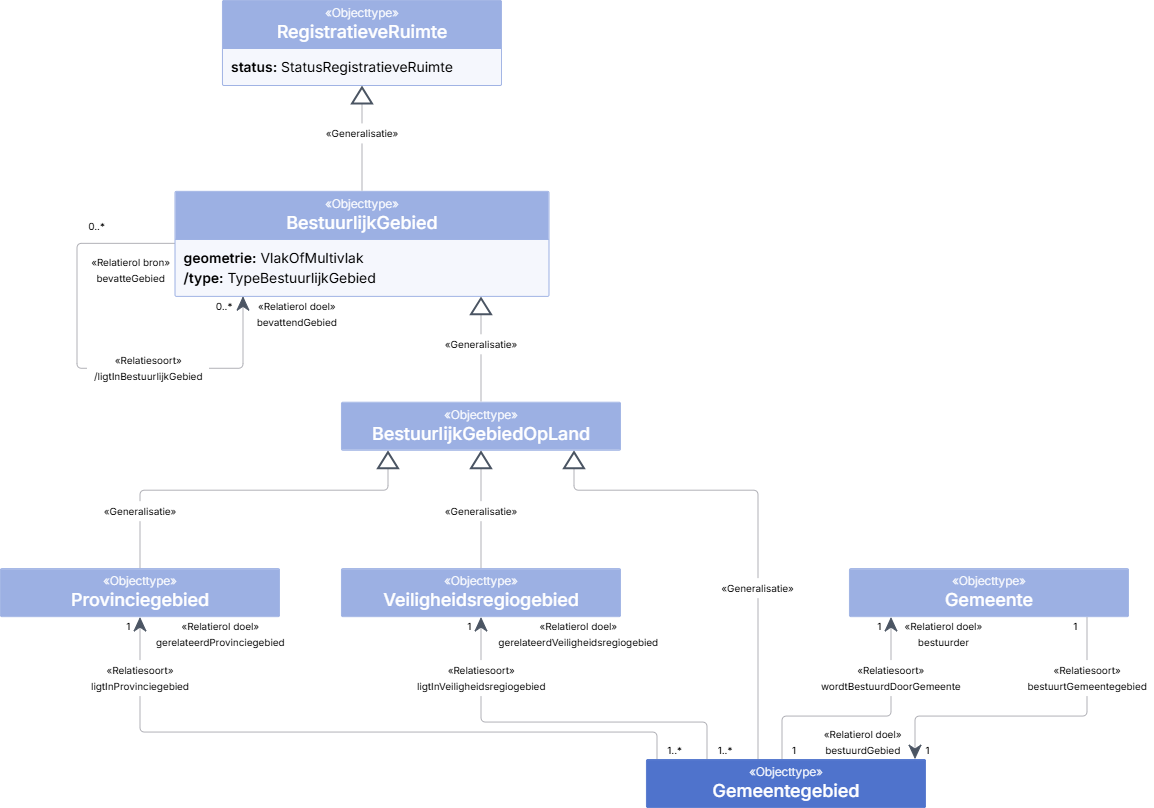 «Objecttype»
RegistratieveRuimte
status: StatusRegistratieveRuimte
«Generalisatie»
«Objecttype»
BestuurlijkGebied
geometrie: VlakOfMultivlak
/type: TypeBestuurlijkGebied
0..*
«Relatierol bron»
bevatteGebied
0..*
«Relatierol doel»
bevattendGebied
«Relatiesoort»
/ligtInBestuurlijkGebied
«Generalisatie»
«Objecttype»
BestuurlijkGebiedOpLand
«Generalisatie»
«Generalisatie»
«Generalisatie»
«Objecttype»
Provinciegebied
«Objecttype»
Veiligheidsregiogebied
«Objecttype»
Gemeente
1
«Relatierol doel»
gerelateerdProvinciegebied
1
«Relatierol doel»
gerelateerdVeiligheidsregiogebied
1
«Relatierol doel»
bestuurder
1
«Relatiesoort»
ligtInProvinciegebied
«Relatiesoort»
ligtInVeiligheidsregiogebied
«Relatiesoort»
wordtBestuurdDoorGemeente
«Relatiesoort»
bestuurtGemeentegebied
1..*
1..*
1
«Relatierol doel»
bestuurdGebied
1
«Objecttype»
Gemeentegebied